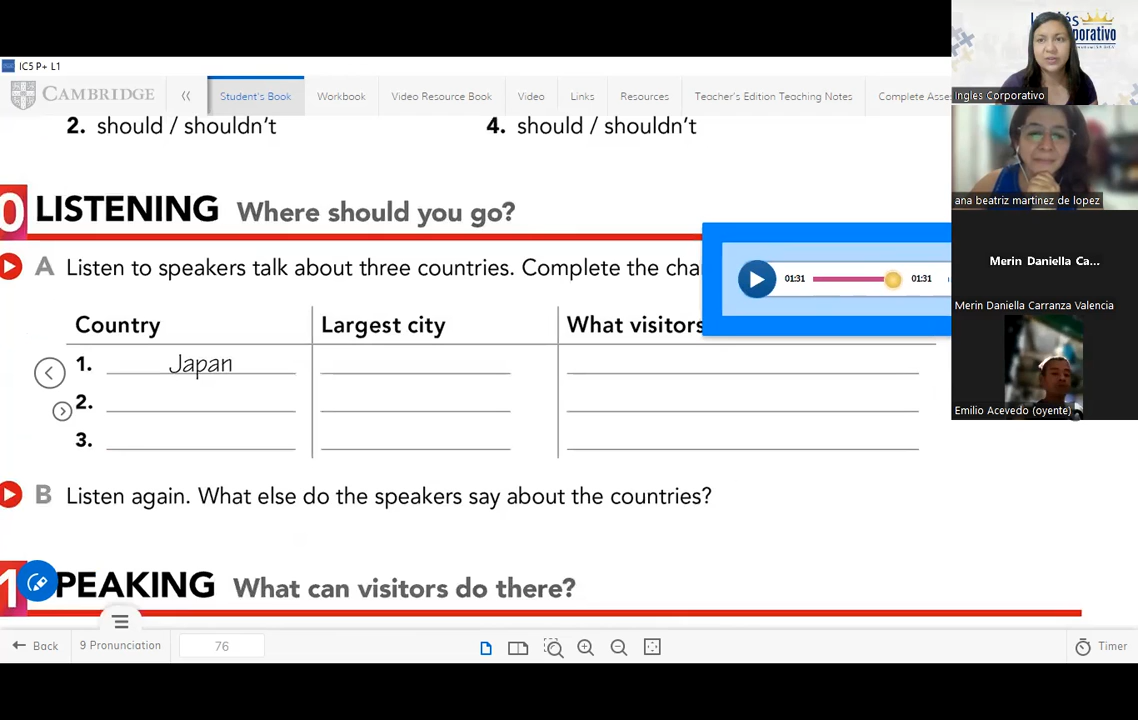 IC5 P+ L1
CAMBRIDGE
Student's Book Workbook Video Resource Book Video Links Resources Teacher's Edition Teaching Notes Complete Asse
2. should / shouldn't 4. should / shouldn't
0 LISTENING Where should you go?
A Listen to speakers talk about three countries. Complete the cha
01:31 01:31
Country Largest city What visitors
1. Japan
2.
3.
B Listen again. What else do the speakers say about the countries?
1 PEAKING What can visitors do there?
Back 9 Pronunciation 76 Timer
Ingles Corporativo
ana beatriz martinez de lopez
Merin Daniella Ca...
Merin Daniella Carranza Valencia
Emilio Acevedo (oyente)